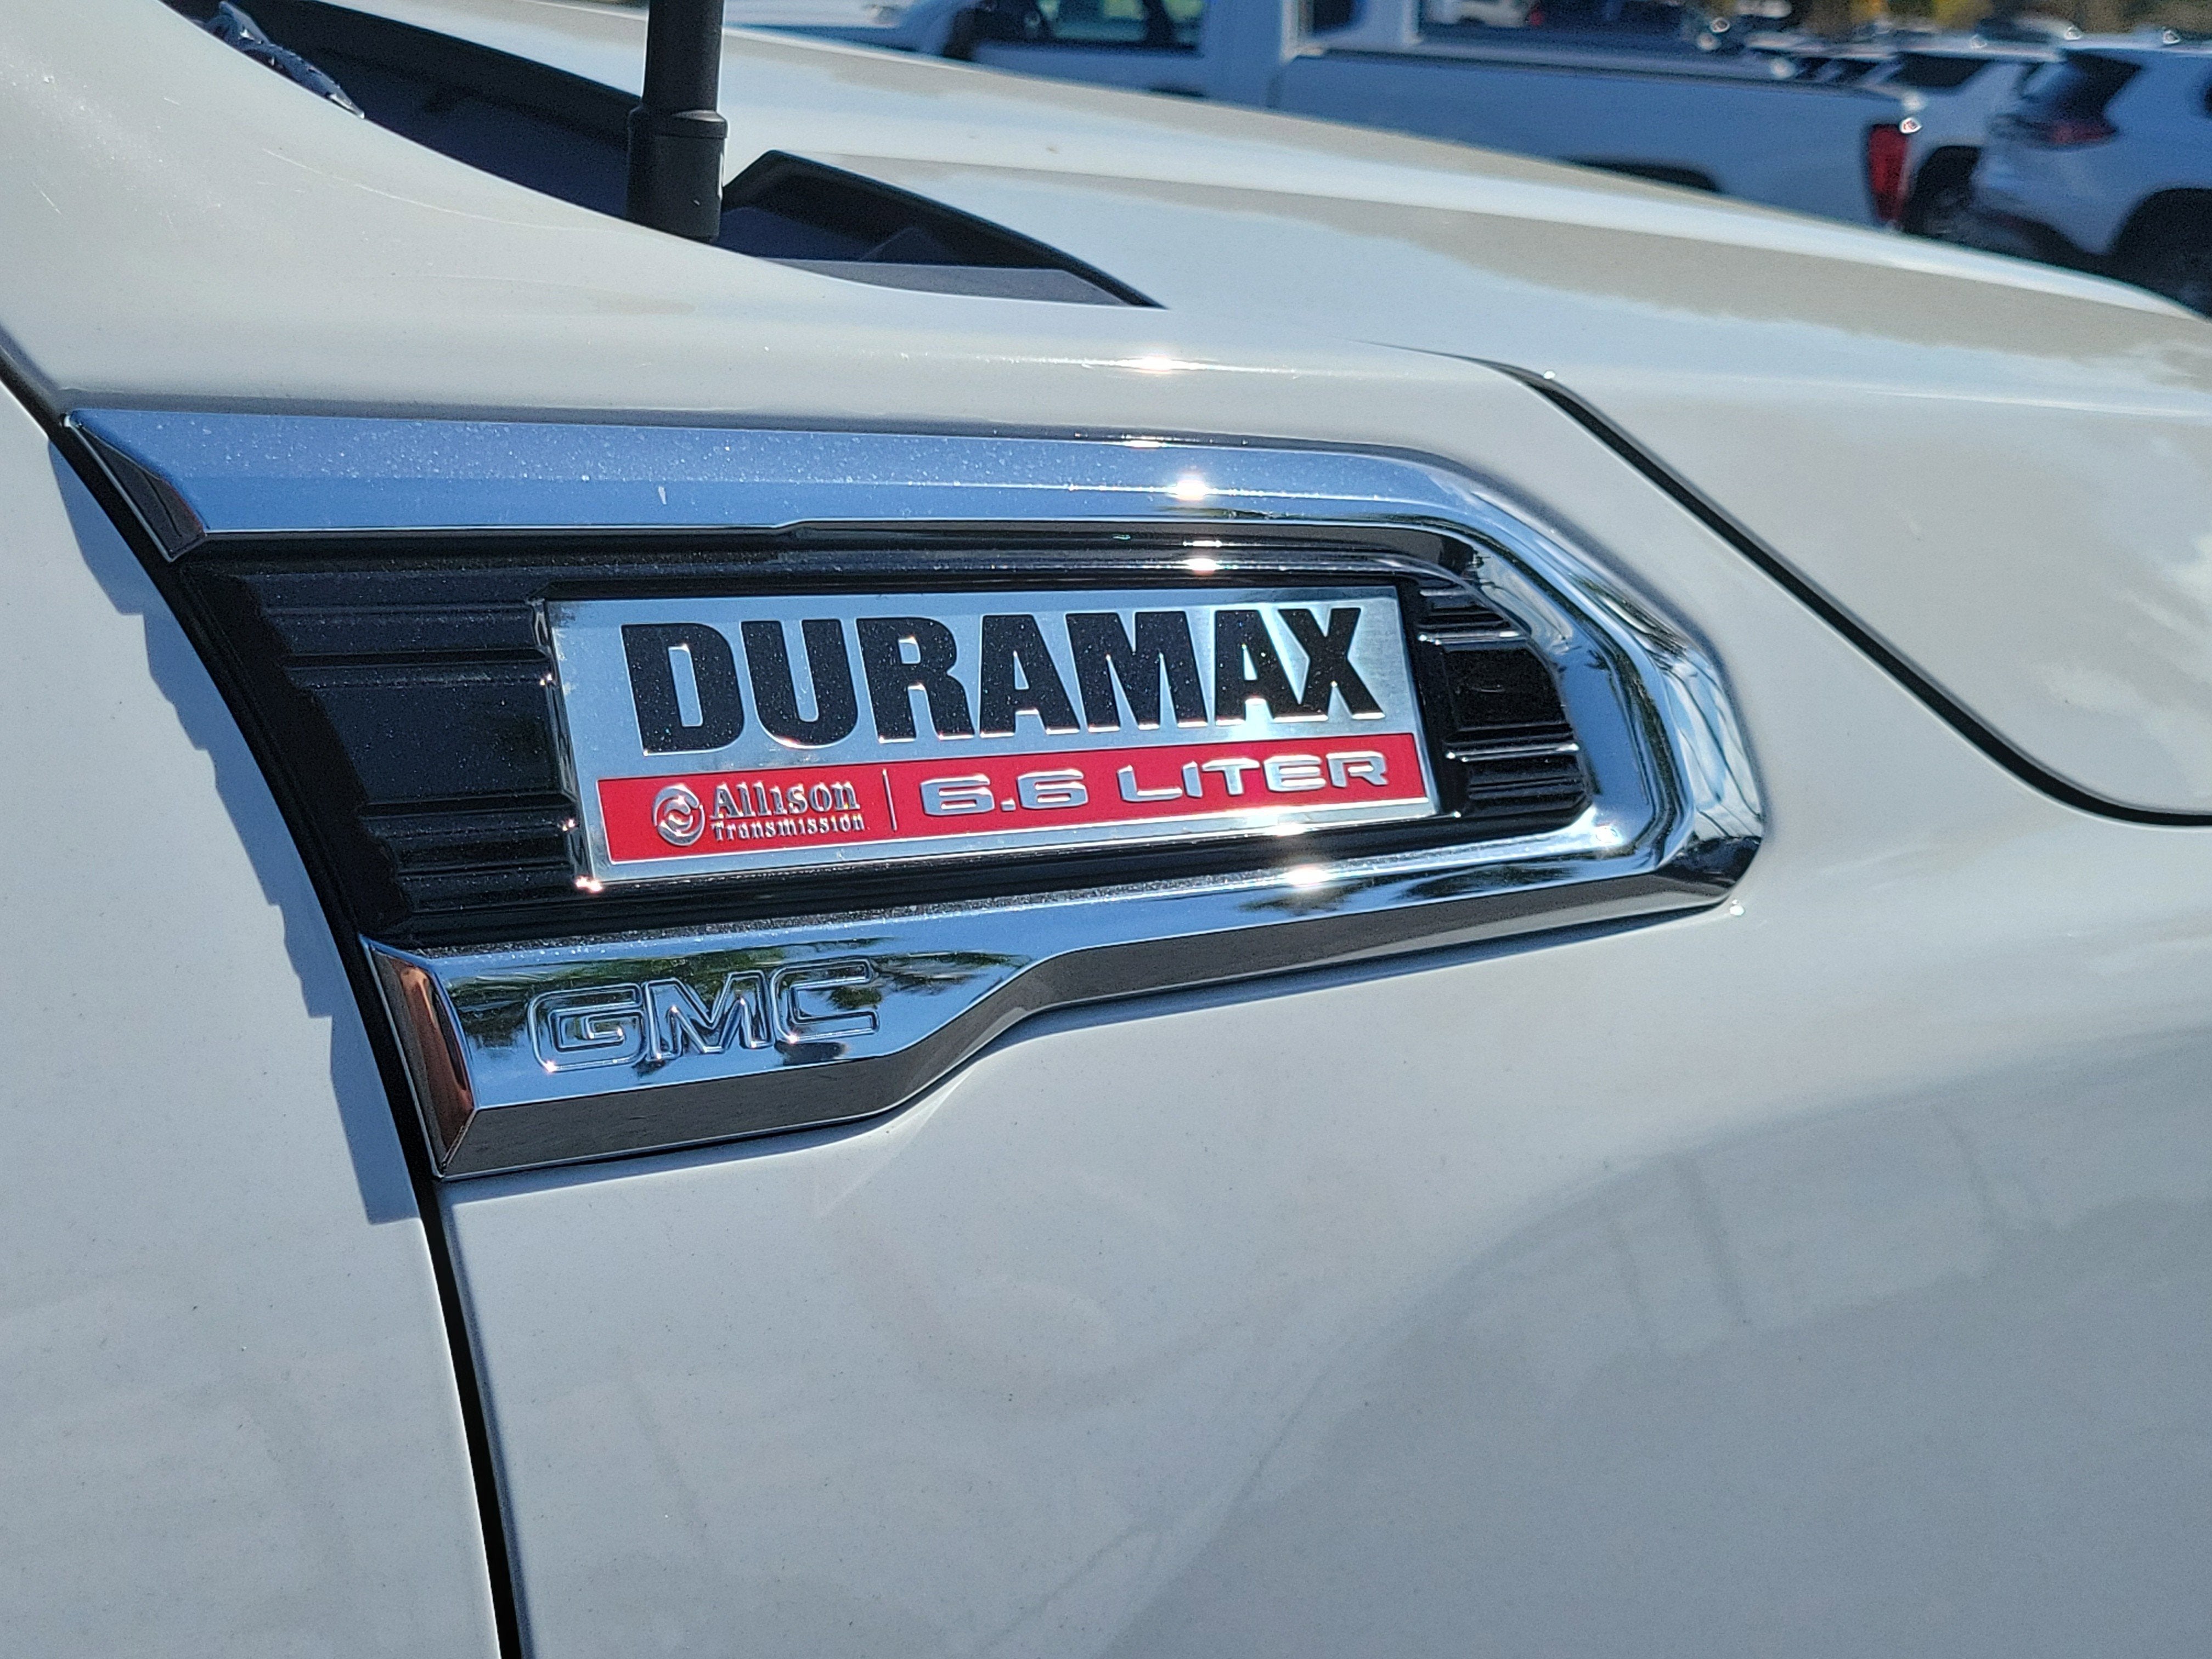 DURAMAX
Allison
Transmission
6.6 LITER
GMC